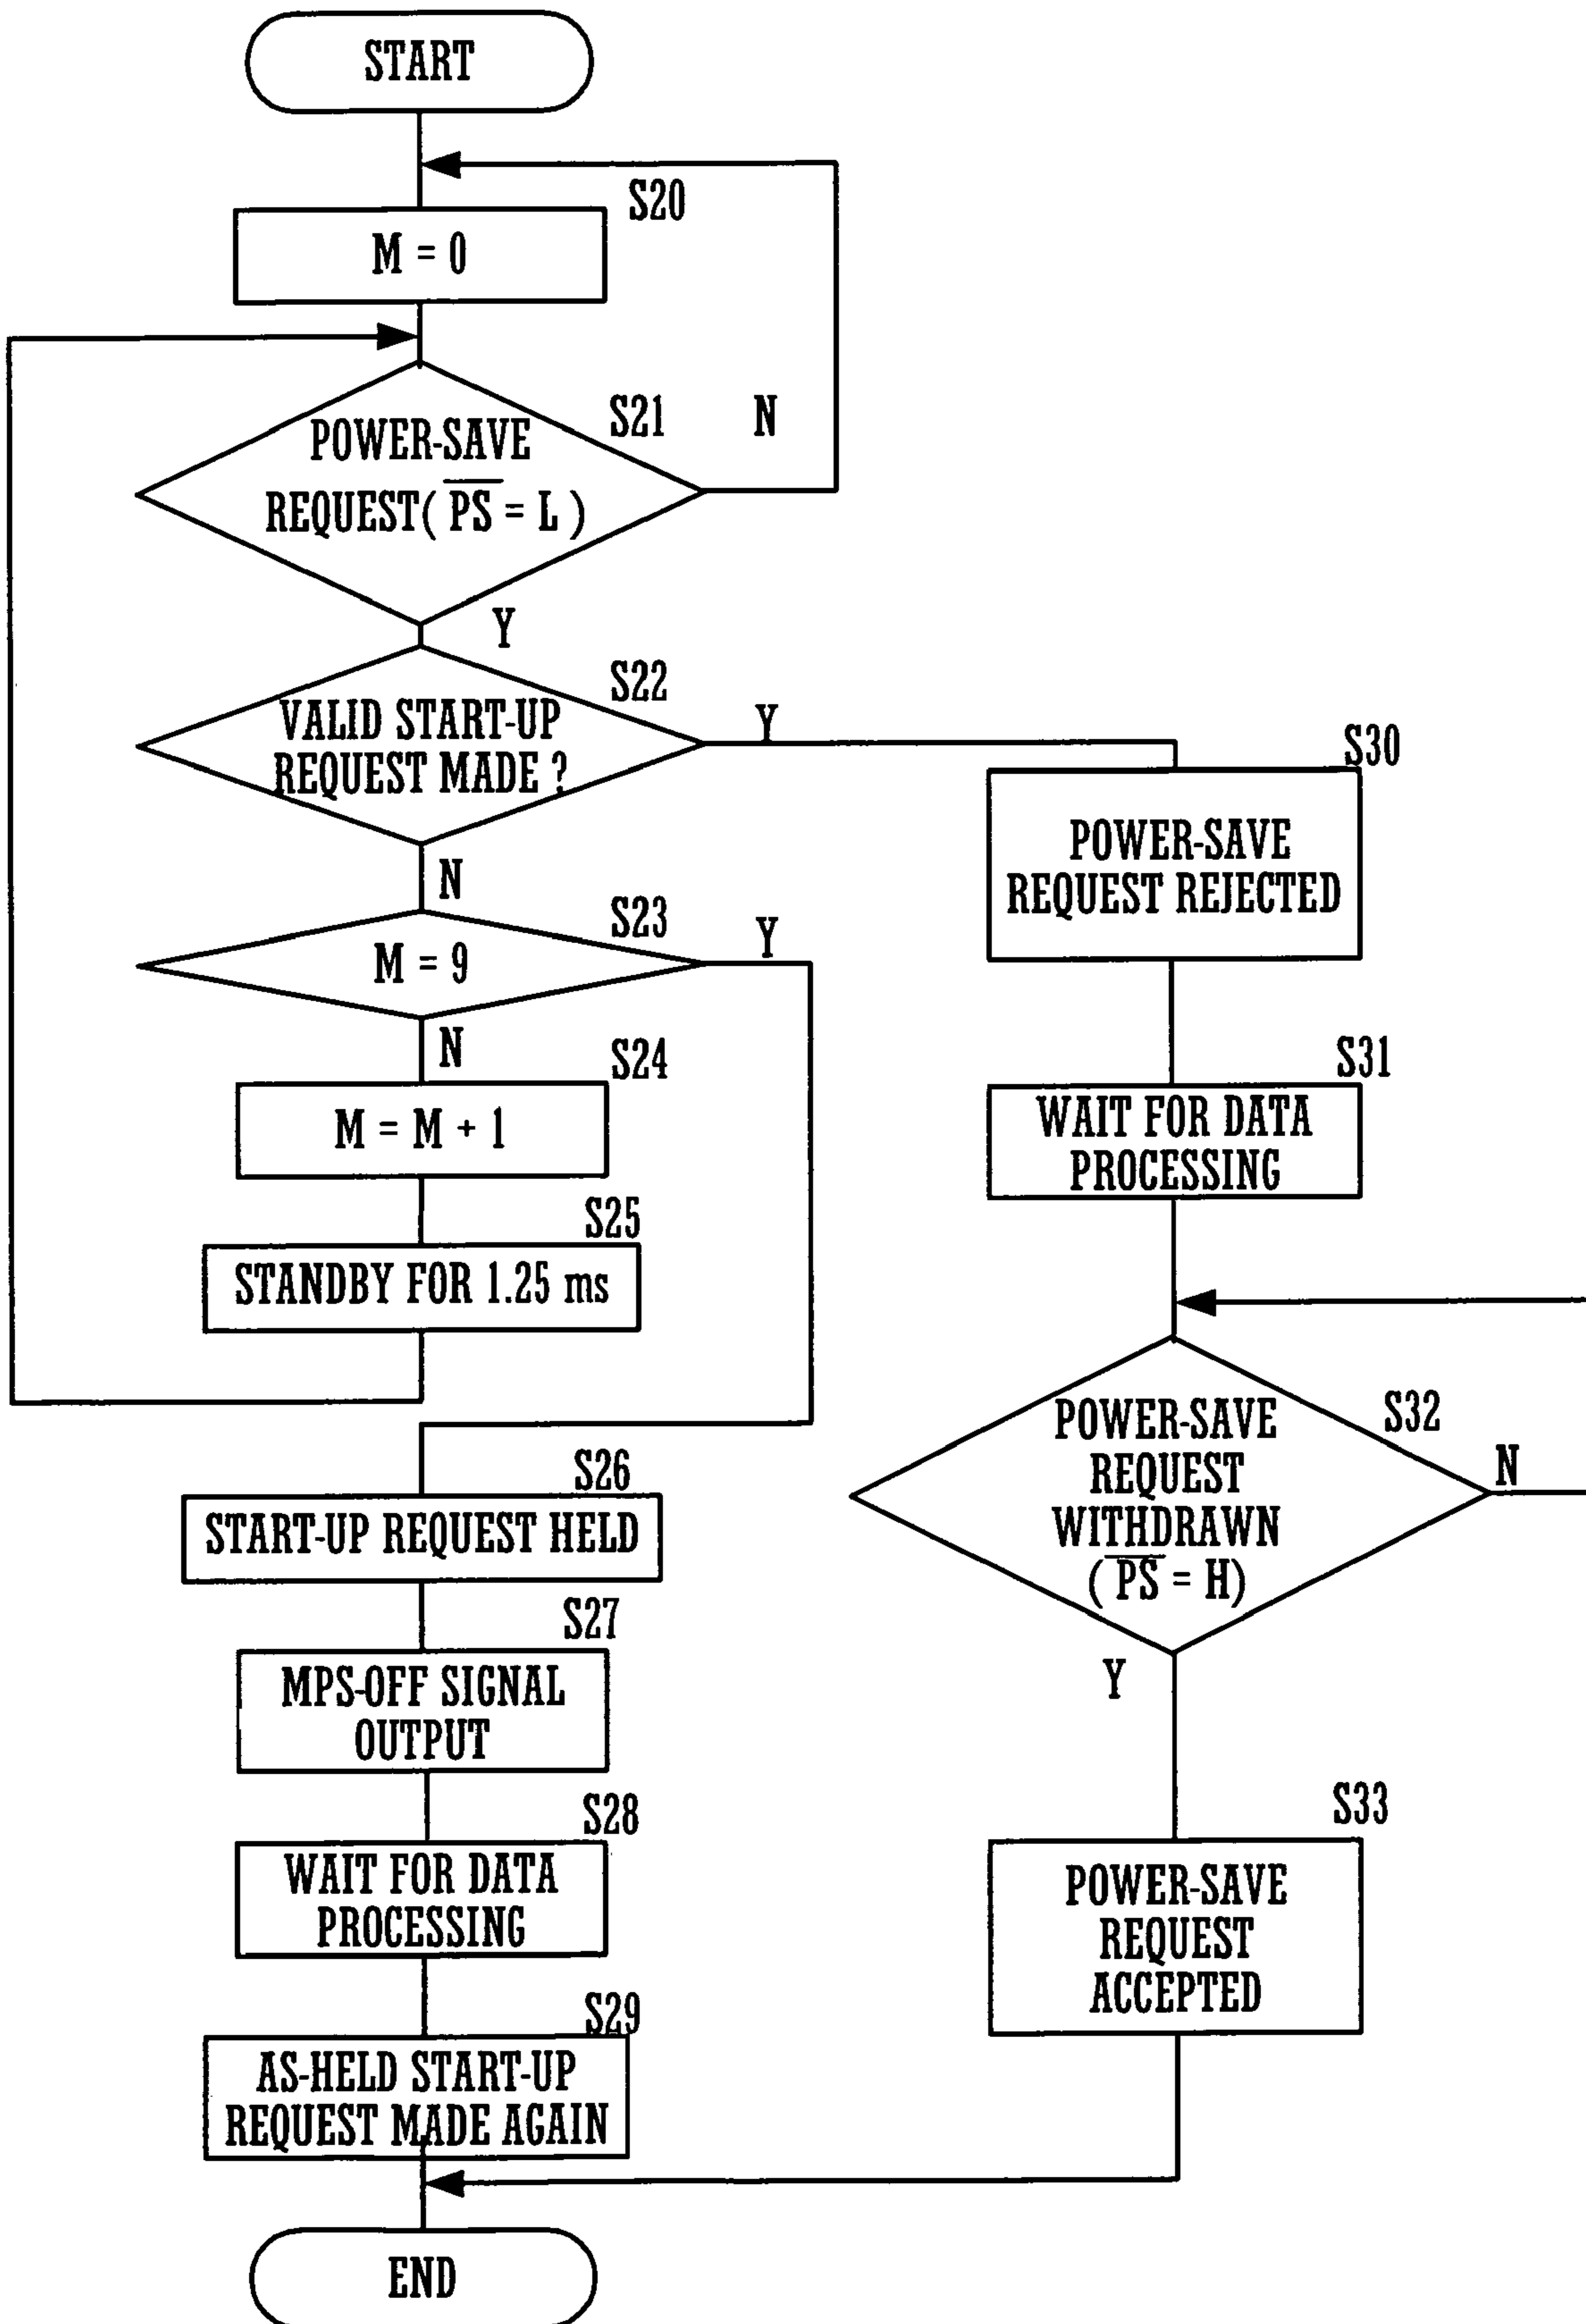 START
S20
M = 0
S21
N
POWER-SAVE
REQUEST( P̅S̅ = L )
Y
S22
VALID START-UP
REQUEST MADE ?
Y
N
S23
M = 9
Y
N
S24
M = M + 1
S25
STANDBY FOR 1.25 ms
S26
START-UP REQUEST HELD
S27
MPS-OFF SIGNAL
OUTPUT
S28
WAIT FOR DATA
PROCESSING
S29
AS-HELD START-UP
REQUEST MADE AGAIN
S30
POWER-SAVE
REQUEST REJECTED
S31
WAIT FOR DATA
PROCESSING
S32
POWER-SAVE
REQUEST
WITHDRAWN
( P̅S̅ = H)
N
Y
S33
POWER-SAVE
REQUEST
ACCEPTED
END